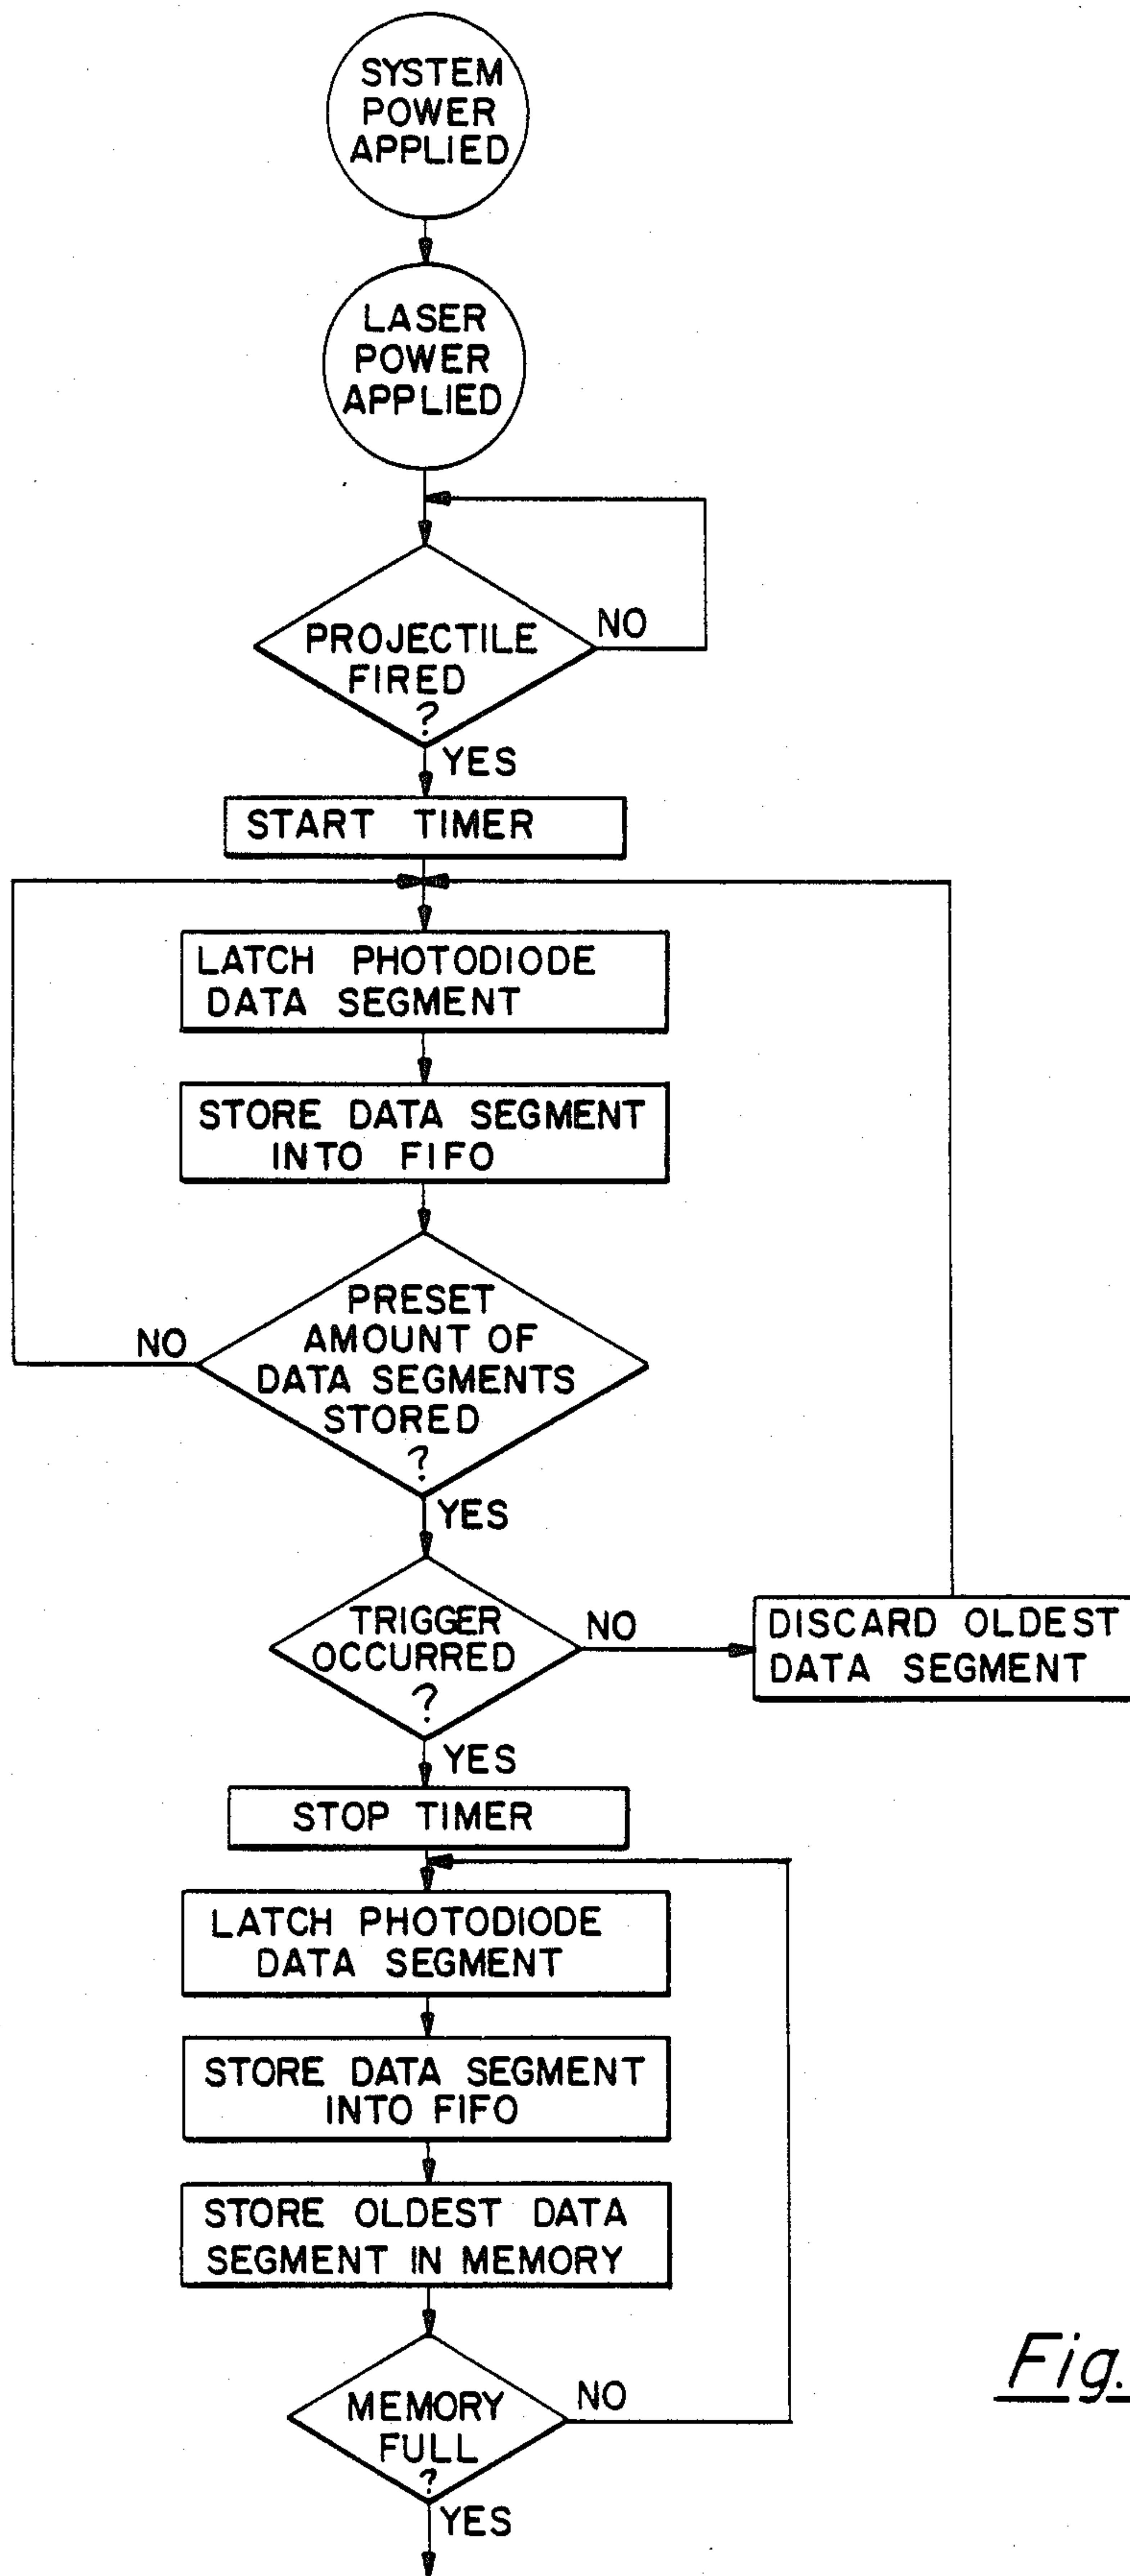 SYSTEM
POWER
APPLIED
LASER
POWER
APPLIED
PROJECTILE
FIRED
?
NO
YES
START TIMER
LATCH PHOTODIODE
DATA SEGMENT
STORE DATA SEGMENT
INTO FIFO
PRESET
AMOUNT OF
DATA SEGMENTS
STORED
?
NO
YES
TRIGGER
OCCURRED
?
NO
DISCARD OLDEST
DATA SEGMENT
YES
STOP TIMER
LATCH PHOTODIODE
DATA SEGMENT
STORE DATA SEGMENT
INTO FIFO
STORE OLDEST DATA
SEGMENT IN MEMORY
MEMORY
FULL
?
NO
YES
Fig.